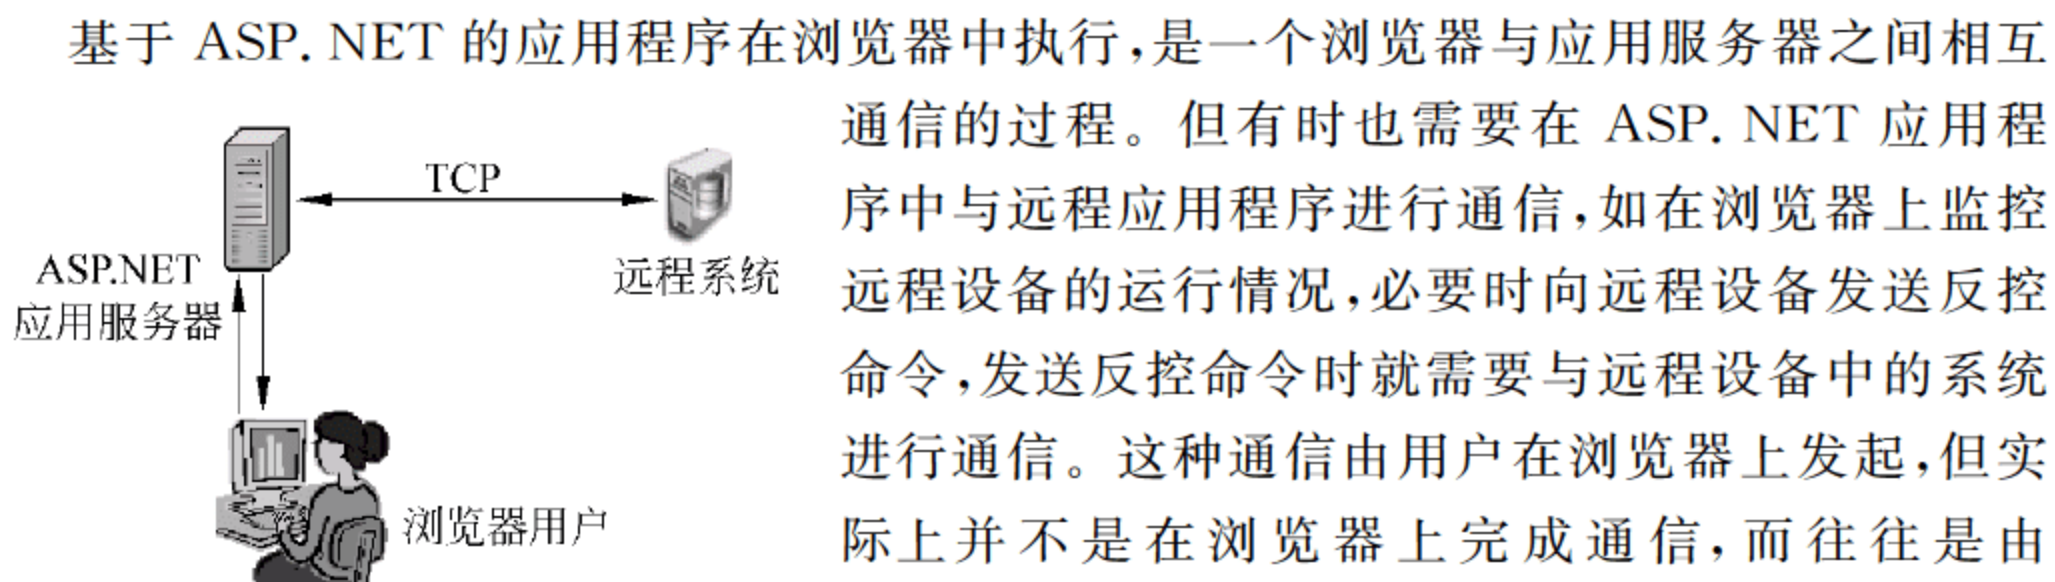 基于 ASP. NET 的应用程序在浏览器中执行,是一个浏览器与应用服务器之间相互
通信的过程。但有时也需要在 ASP. NET 应用程
序中与远程应用程序进行通信,如在浏览器上监控
远程设备的运行情况,必要时向远程设备发送反控
命令,发送反控命令时就需要与远程设备中的系统
进行通信。这种通信由用户在浏览器上发起,但实
际上并不是在浏览器上完成通信,而往往是由
TCP
远程系统
ASP.NET
应用服务器
浏览器用户